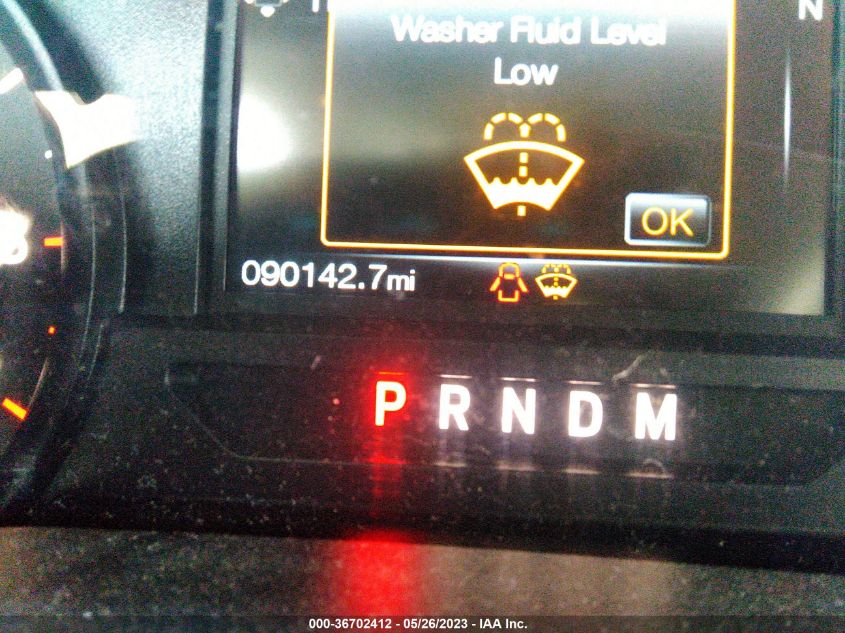 N
Washer Fluid Level
Low
OK
090142.7mi
P R N D M
000-36702412 - 05/26/2023 - IAA Inc.